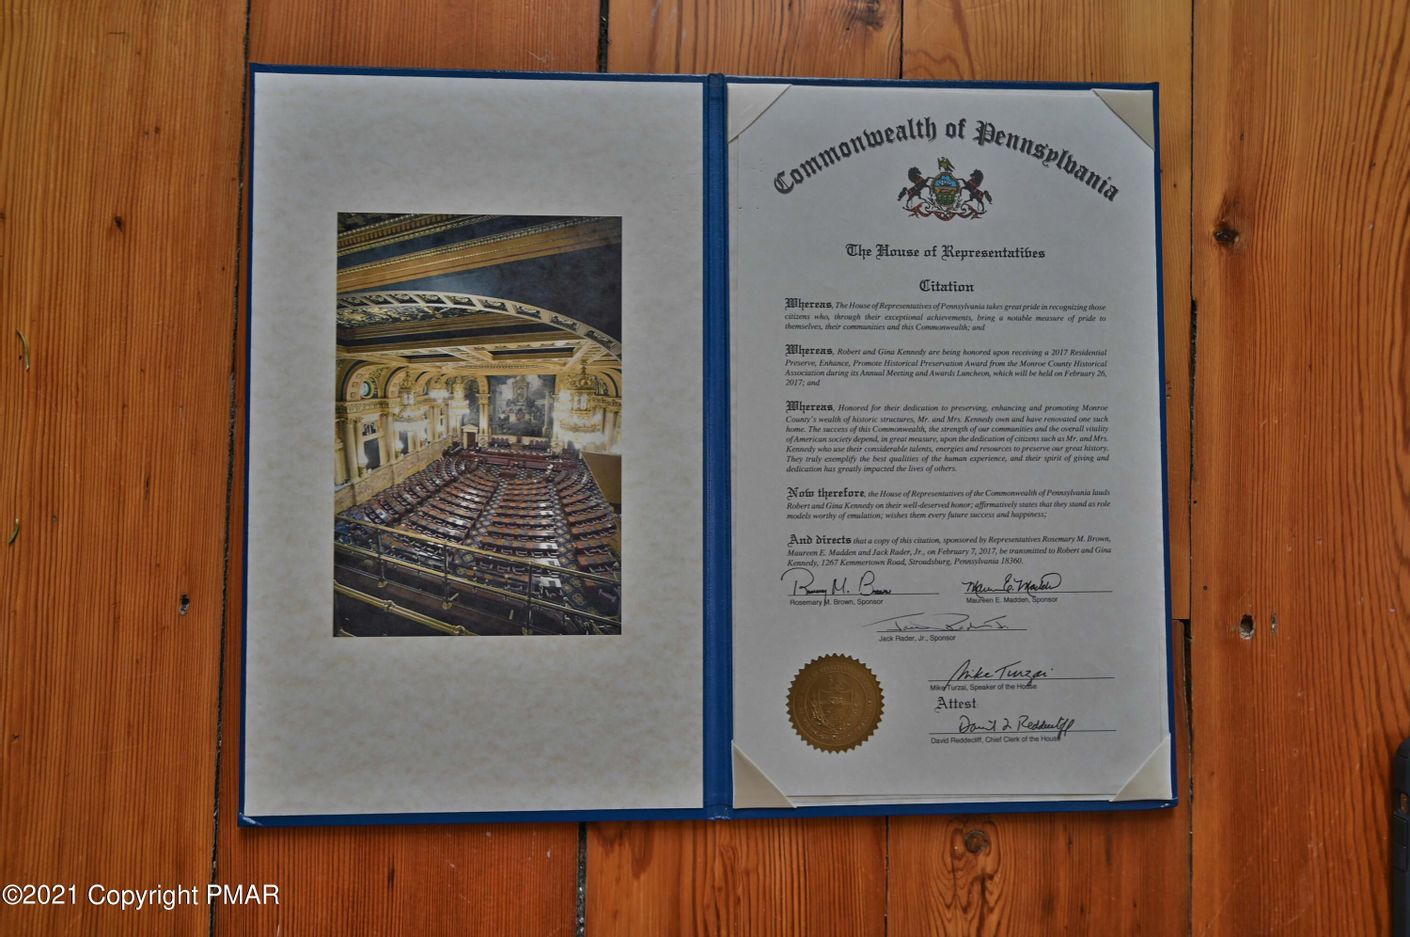 Commonwealth of Pennsylvania
The House of Representatives
Citation
Whereas, The House of Representatives of Pennsylvania takes great pride in recognizing those
citizens who, through their exceptional achievements, bring a notable measure of pride to
themselves, their communities and this Commonwealth; and
Whereas, Robert and Gina Kennedy are being honored upon receiving a 2017 Residential
Preserve, Enhance, Promote Historical Preservation Award from the Monroe County Historical
Association during its Annual Meeting and Awards Luncheon, which will be held on February 26,
2017; and
Whereas, Honored for their dedication to preserving, enhancing and promoting Monroe
County's wealth of historic structures, Mr. and Mrs. Kennedy own and have renovated one such
home. The success of this Commonwealth, the strength of our communities and the overall vitality
of American society depend, in great measure, upon the dedication of citizens such as Mr. and Mrs.
Kennedy who use their considerable talents, energies and resources to preserve our great history.
They truly exemplify the best qualities of the human experience, and their spirit of giving and
dedication has greatly impacted the lives of others.
Now therefore, the House of Representatives of the Commonwealth of Pennsylvania lauds
Robert and Gina Kennedy on their well-deserved honor; affirmatively states that they stand as role
models worthy of emulation; wishes them every future success and happiness;
And directs that a copy of this citation, sponsored by Representatives Rosemary M. Brown,
Maureen E. Madden and Jack Rader, Jr., on February 7, 2017, be transmitted to Robert and Gina
Kennedy, 1267 Kemmertown Road, Stroudsburg, Pennsylvania 18360.
Rosemary M. Brown Maureen E. Madden
Rosemary M. Brown, Sponsor Maureen E. Madden, Sponsor
Jack Rader Jr.
Jack Rader, Jr., Sponsor
Mike Turzai
Mike Turzai, Speaker of the House
Attest
David L Reddecliff
David Reddecliff, Chief Clerk of the House
©2021 Copyright PMAR